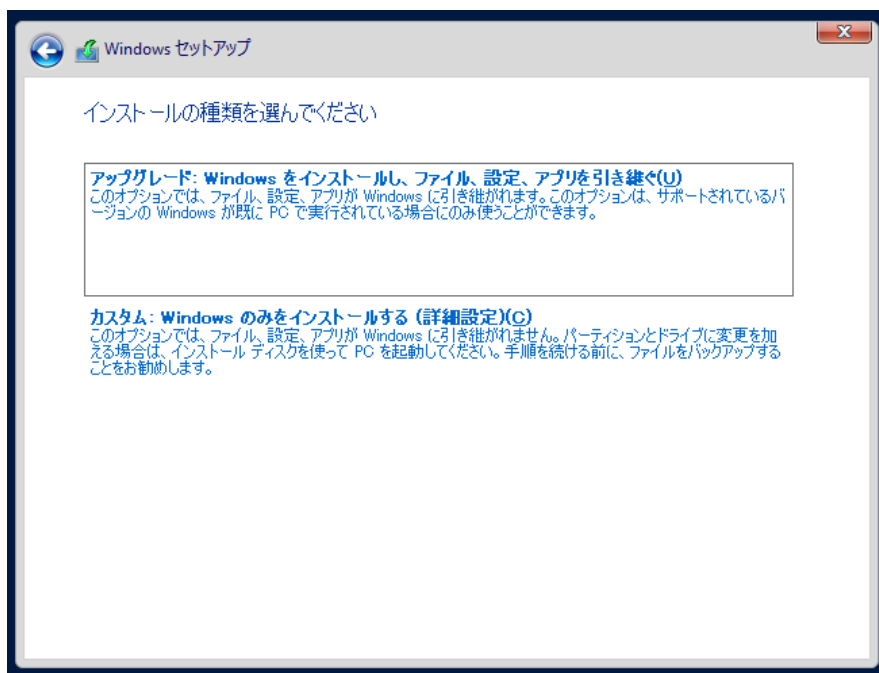 Windows セットアップ
インストールの種類を選んでください
アップグレード: Windows をインストールし、ファイル、設定、アプリを引き継ぐ(U)
このオプションでは、ファイル、設定、アプリが Windows に引き継がれます。このオプションは、サポートされているバ
ージョンの Windows が既に PC で実行されている場合にのみ使うことができます。
カスタム: Windows のみをインストールする (詳細設定)(C)
このオプションでは、ファイル、設定、アプリが Windows に引き継がれません。パーティションとドライブに変更を加
える場合は、インストール ディスクを使って PC を起動してください。手順を続ける前に、ファイルをバックアップする
ことをお勧めします。